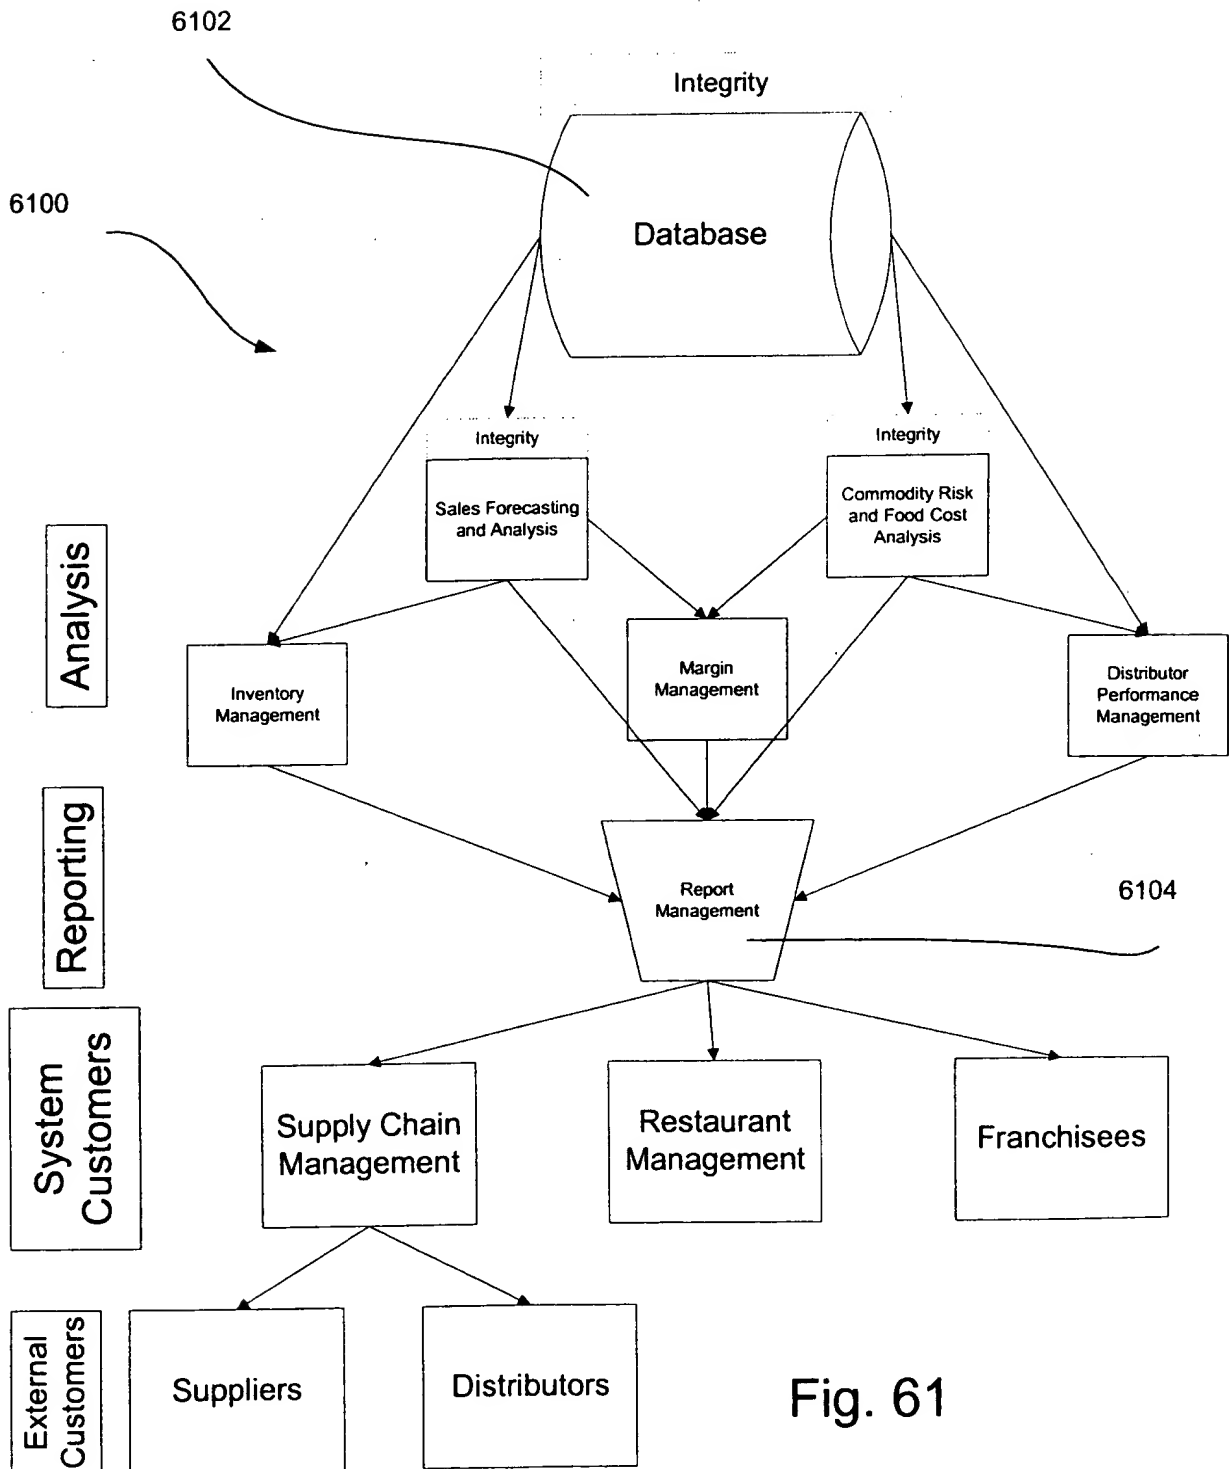 6102
Integrity
6100
Database
Integrity
Integrity
Sales Forecasting
and Analysis
Commodity Risk
and Food Cost
Analysis
Analysis
Inventory
Management
Margin
Management
Distributor
Performance
Management
Reporting
Report
Management
6104
System
Customers
Supply Chain
Management
Restaurant
Management
Franchisees
External
Customers
Suppliers
Distributors
Fig. 61